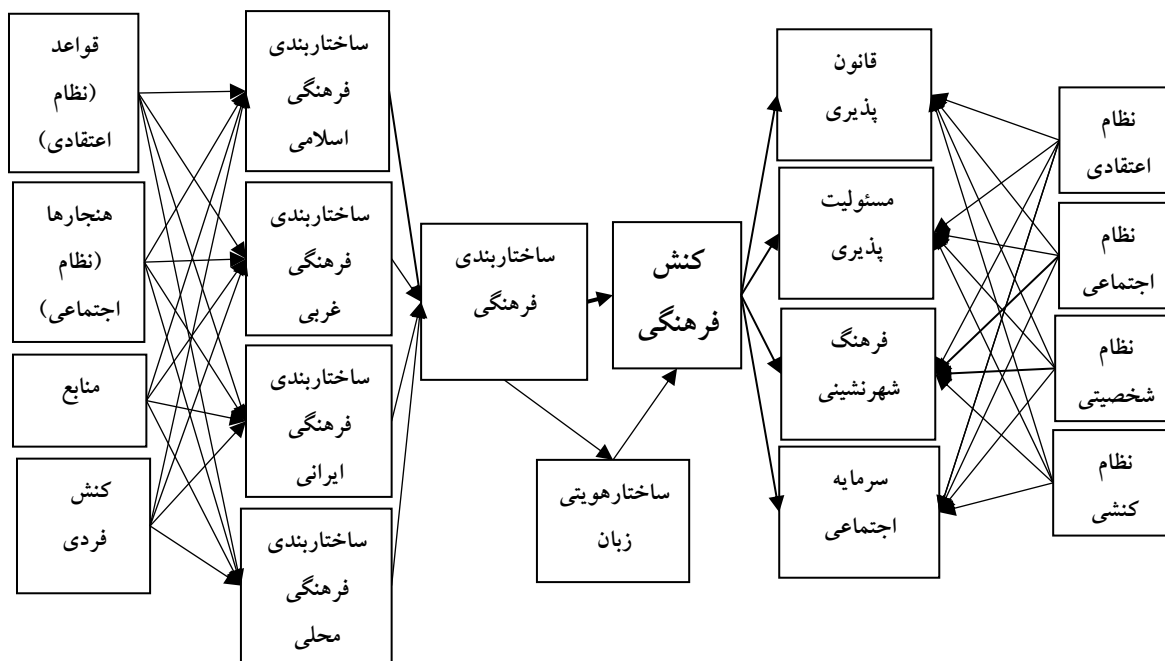 قواعد
(نظام
اعتقادی)
هنجارها
(نظام
اجتماعی)
منابع
کنش
فردی
ساختاربندی
فرهنگی
اسلامی
ساختاربندی
فرهنگی
غربی
ساختاربندی
فرهنگی
ایرانی
ساختاربندی
فرهنگی
محلی
ساختاربندی
فرهنگی
ساختارهویتی
زبان
کنش
فرهنگی
قانون
پذیری
مسئولیت
پذیری
فرهنگ
شهرنشینی
سرمایه
اجتماعی
نظام
اعتقادی
نظام
اجتماعی
نظام
شخصیتی
نظام
کنشی